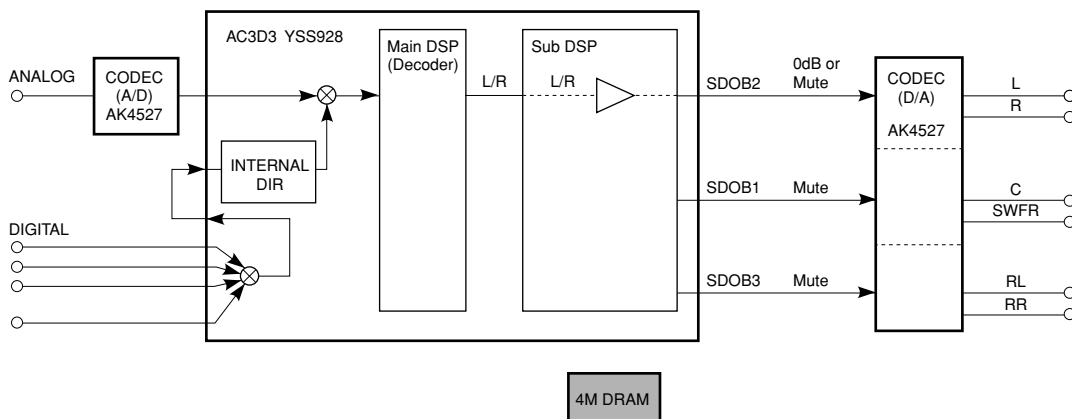 AC3D3 YSS928
ANALOG
CODEC
(A/D)
AK4527
INTERNAL
DIR
DIGITAL
Main DSP
(Decoder)
L/R
Sub DSP
L/R
SDOB2
0dB or
Mute
SDOB1
Mute
SDOB3
Mute
CODEC
(D/A)
AK4527
L
R
C
SWFR
RL
RR
4M DRAM